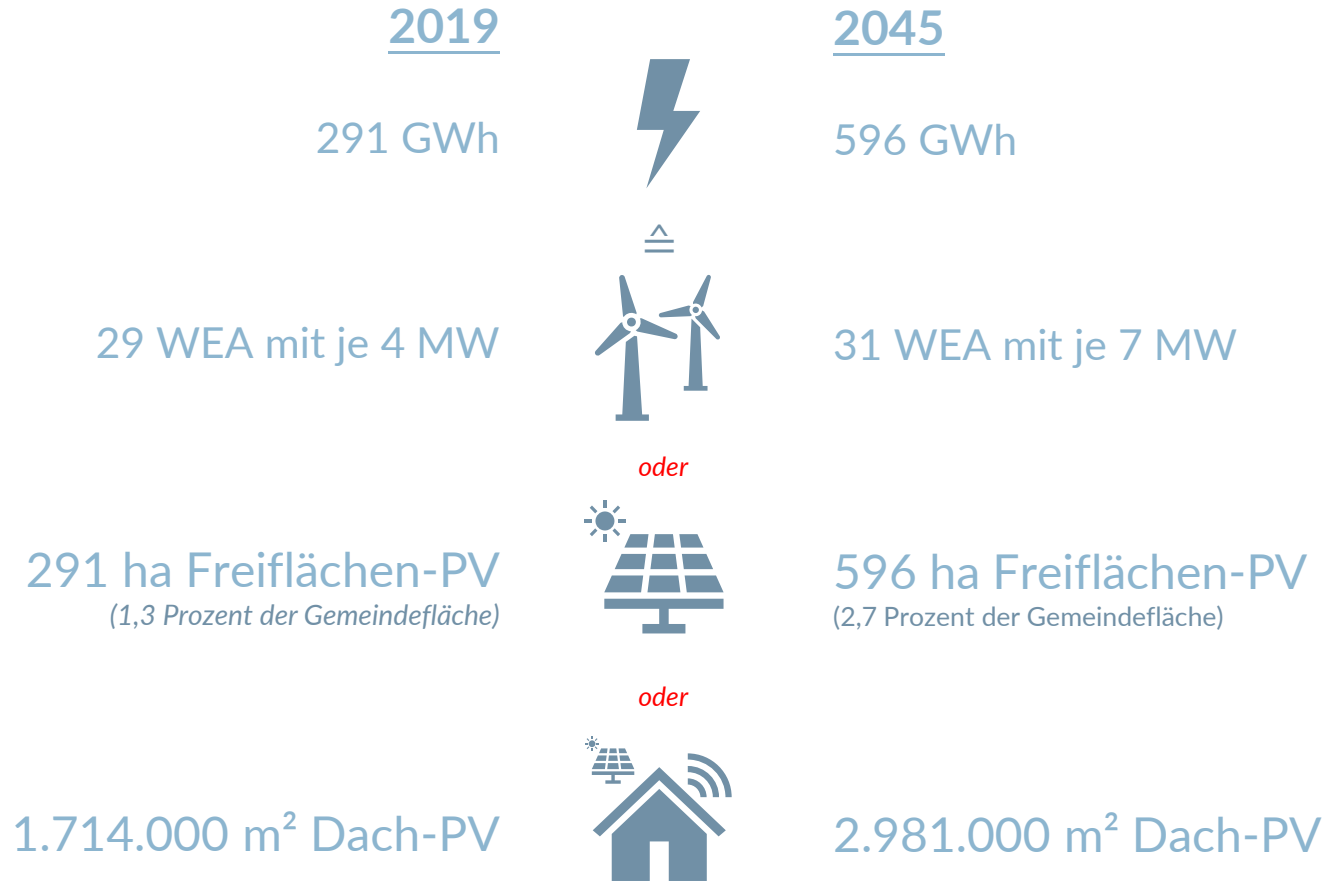 2019
2045
291 GWh
596 GWh
≙
29 WEA mit je 4 MW
31 WEA mit je 7 MW
oder
291 ha Freiflächen-PV
(1,3 Prozent der Gemeindefläche)
596 ha Freiflächen-PV
(2,7 Prozent der Gemeindefläche)
oder
1.714.000 m² Dach-PV
2.981.000 m² Dach-PV